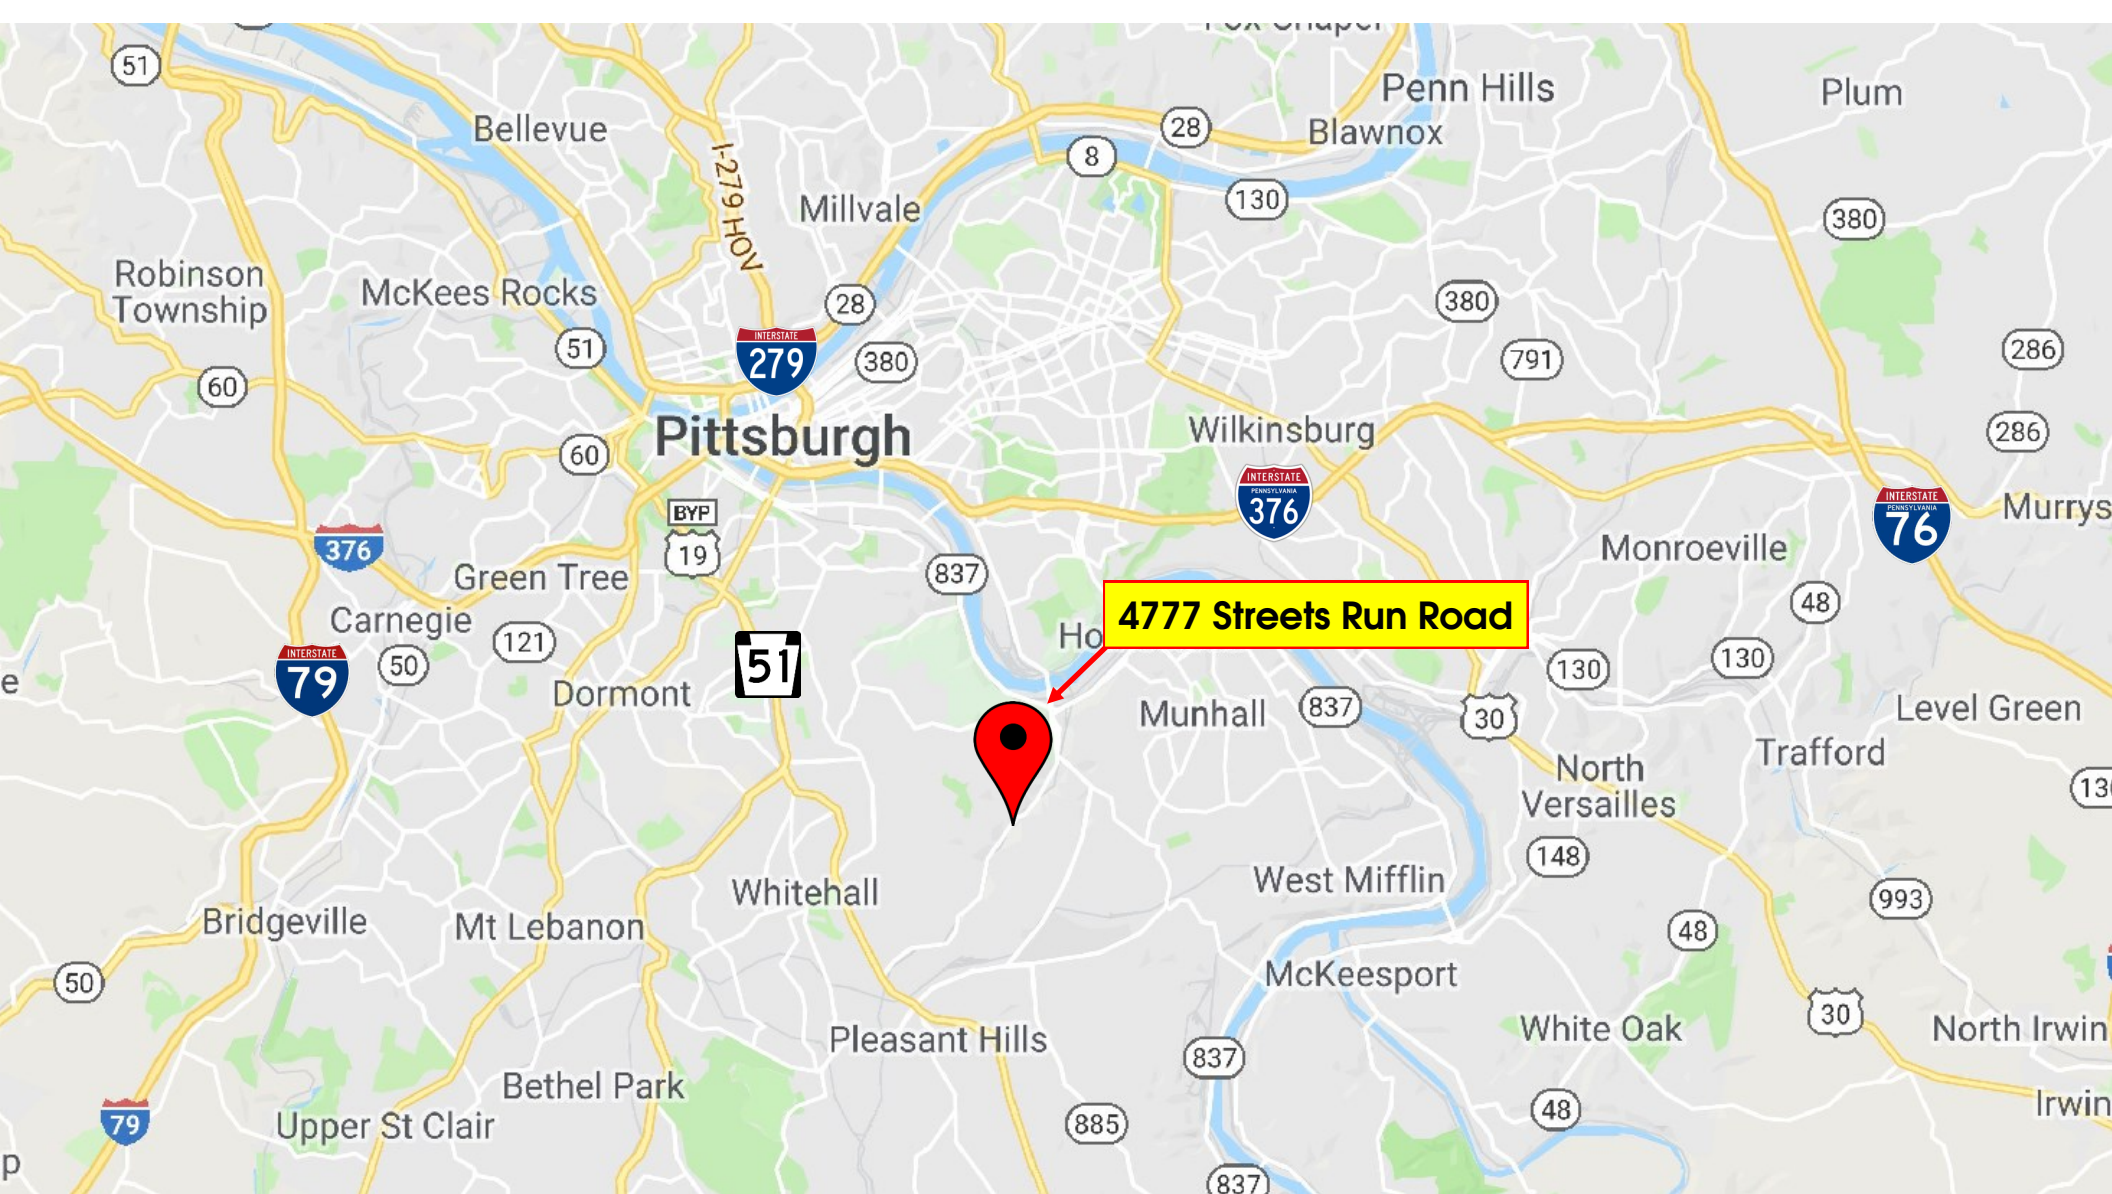 51
Bellevue
I-279 HOV
Penn Hills
Plum
28
Blawnox
8
130
Millvale
380
Robinson
Township
McKees Rocks
28
380
51
INTERSTATE
279
380
791
286
60
Pittsburgh
Wilkinsburg
286
60
INTERSTATE
PENNSYLVANIA
376
INTERSTATE
PENNSYLVANIA
76
Murrys
BYP
19
376
Monroeville
Green Tree
837
48
4777 Streets Run Road
Carnegie
121
Ho
50
51
130
130
INTERSTATE
79
e
Dormont
Munhall
837
30
Level Green
Trafford
North
Versailles
13
148
West Mifflin
Whitehall
993
Bridgeville
Mt Lebanon
48
50
McKeesport
30
White Oak
North Irwin
Pleasant Hills
837
Bethel Park
48
Irwin
79
Upper St Clair
885
p
837